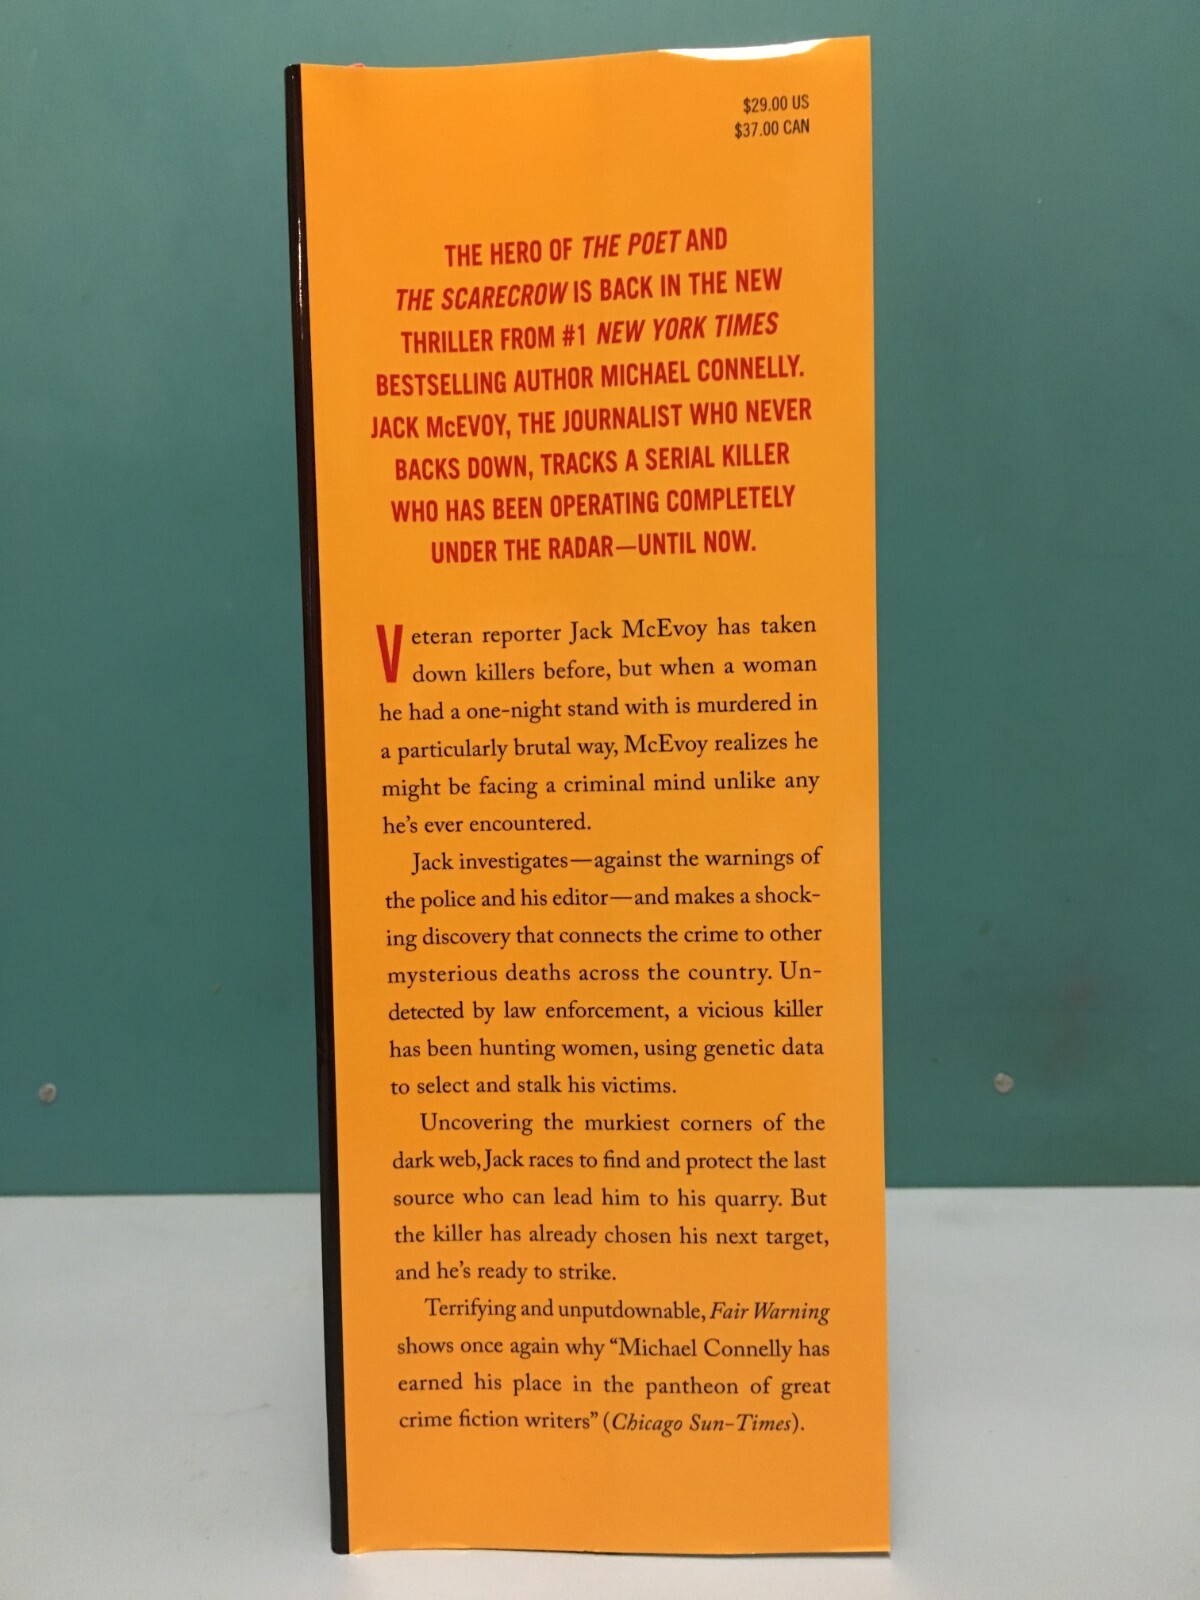 $29.00 US
$37.00 CAN
THE HERO OF THE POET AND
THE SCARECROW IS BACK IN THE NEW
THRILLER FROM #1 NEW YORK TIMES
BESTSELLING AUTHOR MICHAEL CONNELLY.
JACK McEVOY, THE JOURNALIST WHO NEVER
BACKS DOWN, TRACKS A SERIAL KILLER
WHO HAS BEEN OPERATING COMPLETELY
UNDER THE RADAR—UNTIL NOW.
Veteran reporter Jack McEvoy has taken
down killers before, but when a woman
he had a one-night stand with is murdered in
a particularly brutal way, McEvoy realizes he
might be facing a criminal mind unlike any
he's ever encountered.
Jack investigates—against the warnings of
the police and his editor—and makes a shock-
ing discovery that connects the crime to other
mysterious deaths across the country. Un-
detected by law enforcement, a vicious killer
has been hunting women, using genetic data
to select and stalk his victims.
Uncovering the murkiest corners of the
dark web, Jack races to find and protect the last
source who can lead him to his quarry. But
the killer has already chosen his next target,
and he's ready to strike.
Terrifying and unputdownable, Fair Warning
shows once again why “Michael Connelly has
earned his place in the pantheon of great
crime fiction writers” (Chicago Sun-Times).